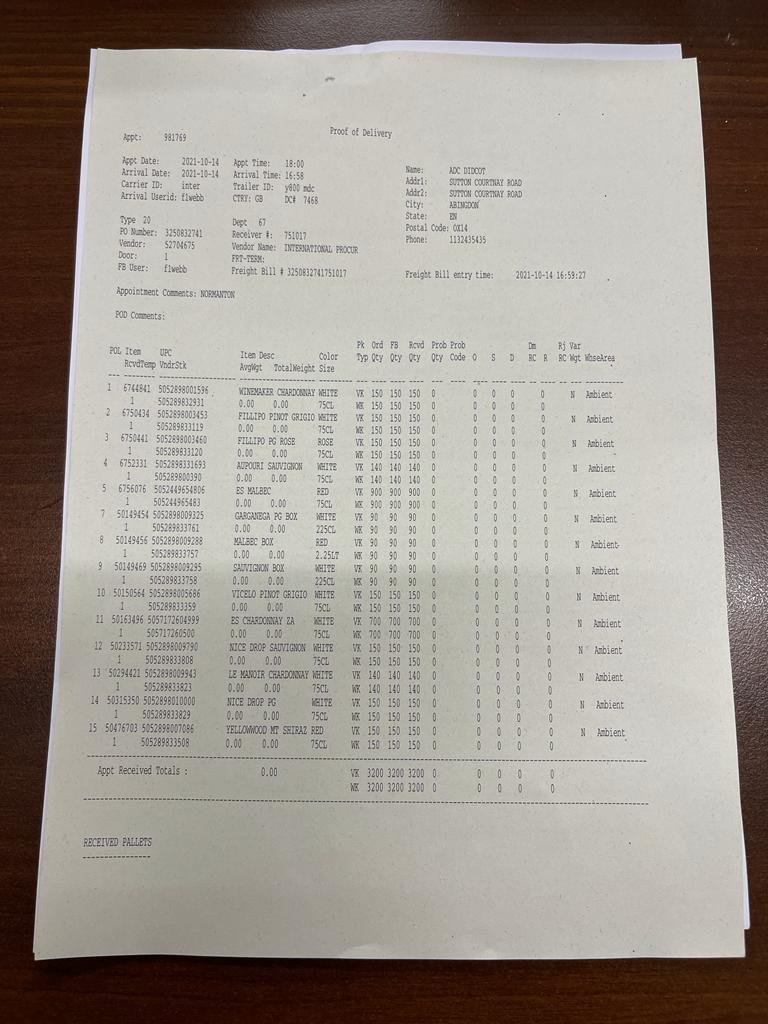 Proof of Delivery
Appt: 981769
Appt Date: 2021-10-14 Appt Time: 18:00
Arrival Date: 2021-10-14 Arrival Time: 16:58
Carrier ID: inter Trailer ID: y800 mdc
Arrival Userid: flwebb CTRY: GB DC# 7468
Name: ADC DIDCOT
Addr1: SUTTON COURTNAY ROAD
Addr2: SUTTON COURTNAY ROAD
City: ABINGDON
State: EN
Postal Code: OX14
Phone: 1132435435
Type 20 Dept 67
PO Number: 3250832741 Receiver #: 751017
Vendor: 52704675 Vendor Name: INTERNATIONAL PROCUR
Door: 1 FRT-TERM:
FB User: flwebb Freight Bill # 3250832741751017 Freight Bill entry time: 2021-10-14 16:59:27
Appointment Comments: NORMANTON
POD Comments:
Pk Ord FB Rcvd Prob Prob Dm Rj Var
POL Item UPC Item Desc Color Typ Qty Qty Qty Qty Code O S D RC R RC Wgt WhseArea
RcvdTemp VndrStk AvgWgt TotalWeight Size
1 6744841 5052898001596 WINEMAKER CHARDONNAY WHITE VK 150 150 150 0 0 0 0 0 N Ambient
1 505289832931 0.00 0.00 75CL WK 150 150 150 0 0 0 0 0
2 6750434 5052898003453 FILLIPO PINOT GRIGIO WHITE VK 150 150 150 0 0 0 0 0 N Ambient
1 505289833119 0.00 0.00 75CL WK 150 150 150 0 0 0 0 0
3 6750441 5052898003460 FILLIPO PG ROSE ROSE VK 150 150 150 0 0 0 0 0 N Ambient
1 505289833120 0.00 0.00 75CL WK 150 150 150 0 0 0 0 0
4 6752331 5052898331693 AUPOURI SAUVIGNON WHITE VK 140 140 140 0 0 0 0 0 N Ambient
1 505289800390 0.00 0.00 75CL WK 140 140 140 0 0 0 0 0
5 6756076 5052449654806 ES MALBEC RED VK 900 900 900 0 0 0 0 0 N Ambient
1 505244965483 0.00 0.00 75CL WK 900 900 900 0 0 0 0 0
7 50149454 5052898009325 GARGANEGA PG BOX WHITE VK 90 90 90 0 0 0 0 0 N Ambient
1 505289833761 0.00 0.00 225CL WK 90 90 90 0 0 0 0 0
8 50149456 5052898009288 MALBEC BOX RED VK 90 90 90 0 0 0 0 0 N Ambient
1 505289833757 0.00 0.00 2.25LT WK 90 90 90 0 0 0 0 0
9 50149469 5052898009295 SAUVIGNON BOX WHITE VK 90 90 90 0 0 0 0 0 N Ambient
1 505289833758 0.00 0.00 225CL WK 90 90 90 0 0 0 0 0
10 50150564 5052898005686 VICELO PINOT GRIGIO WHITE VK 150 150 150 0 0 0 0 0 N Ambient
1 505289833359 0.00 0.00 75CL WK 150 150 150 0 0 0 0 0
11 50163496 5057172604999 ES CHARDONNAY ZA WHITE VK 700 700 700 0 0 0 0 0 N Ambient
1 505717260500 0.00 0.00 75CL WK 700 700 700 0 0 0 0 0
12 50233571 5052898009790 NICE DROP SAUVIGNON WHITE VK 150 150 150 0 0 0 0 0 N Ambient
1 505289833808 0.00 0.00 75CL WK 150 150 150 0 0 0 0 0
13 50294421 5052898009943 LE MANOIR CHARDONNAY WHITE VK 140 140 140 0 0 0 0 0 N Ambient
1 505289833823 0.00 0.00 75CL WK 140 140 140 0 0 0 0 0
14 50315350 5052898010000 NICE DROP PG WHITE VK 150 150 150 0 0 0 0 0 N Ambient
1 505289833829 0.00 0.00 75CL WK 150 150 150 0 0 0 0 0
15 50476703 5052898007086 YELLOWWOOD MT SHIRAZ RED VK 150 150 150 0 0 0 0 0 N Ambient
1 505289833508 0.00 0.00 75CL WK 150 150 150 0 0 0 0 0
Appt Received Totals : 0.00 VK 3200 3200 3200 0 0 0 0 0
WK 3200 3200 3200 0 0 0 0 0
RECEIVED PALLETS